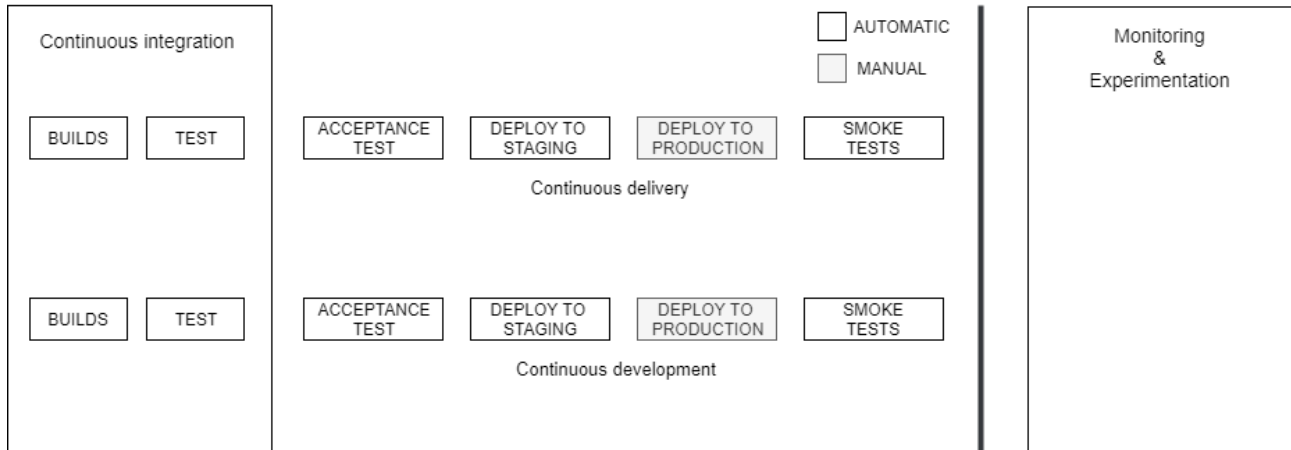 Continuous integration
AUTOMATIC
MANUAL
Monitoring
&
Experimentation
BUILDS
TEST
ACCEPTANCE
TEST
DEPLOY TO
STAGING
DEPLOY TO
PRODUCTION
SMOKE
TESTS
Continuous delivery
BUILDS
TEST
ACCEPTANCE
TEST
DEPLOY TO
STAGING
DEPLOY TO
PRODUCTION
SMOKE
TESTS
Continuous development